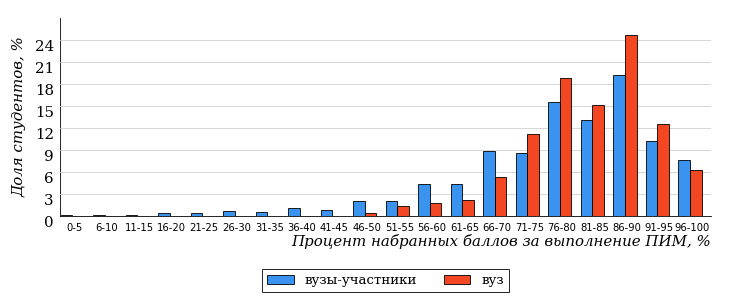 Доля студентов, %
24
21
18
15
12
9
6
3
0
0-5 6-10 11-15 16-20 21-25 26-30 31-35 36-40 41-45 46-50 51-55 56-60 61-65 66-70 71-75 76-80 81-85 86-90 91-95 96-100
Процент набранных баллов за выполнение ПИМ, %
вузы-участники вуз